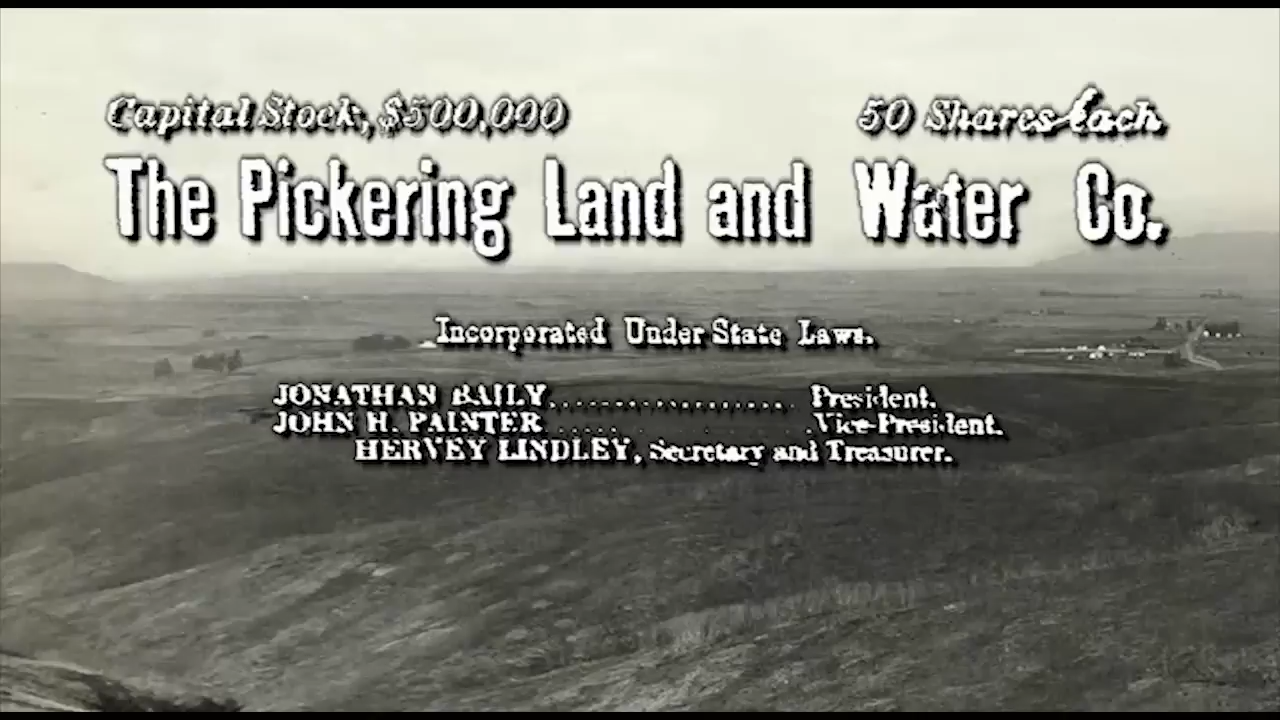 Capital Stock, $500,000 50 Shares Each.
The Pickering Land and Water Co.
Incorporated Under State Laws.
JONATHAN BAILY.................... President.
JOHN H. PAINTER.................... Vice-President.
HERVEY LINDLEY, Secretary and Treasurer.